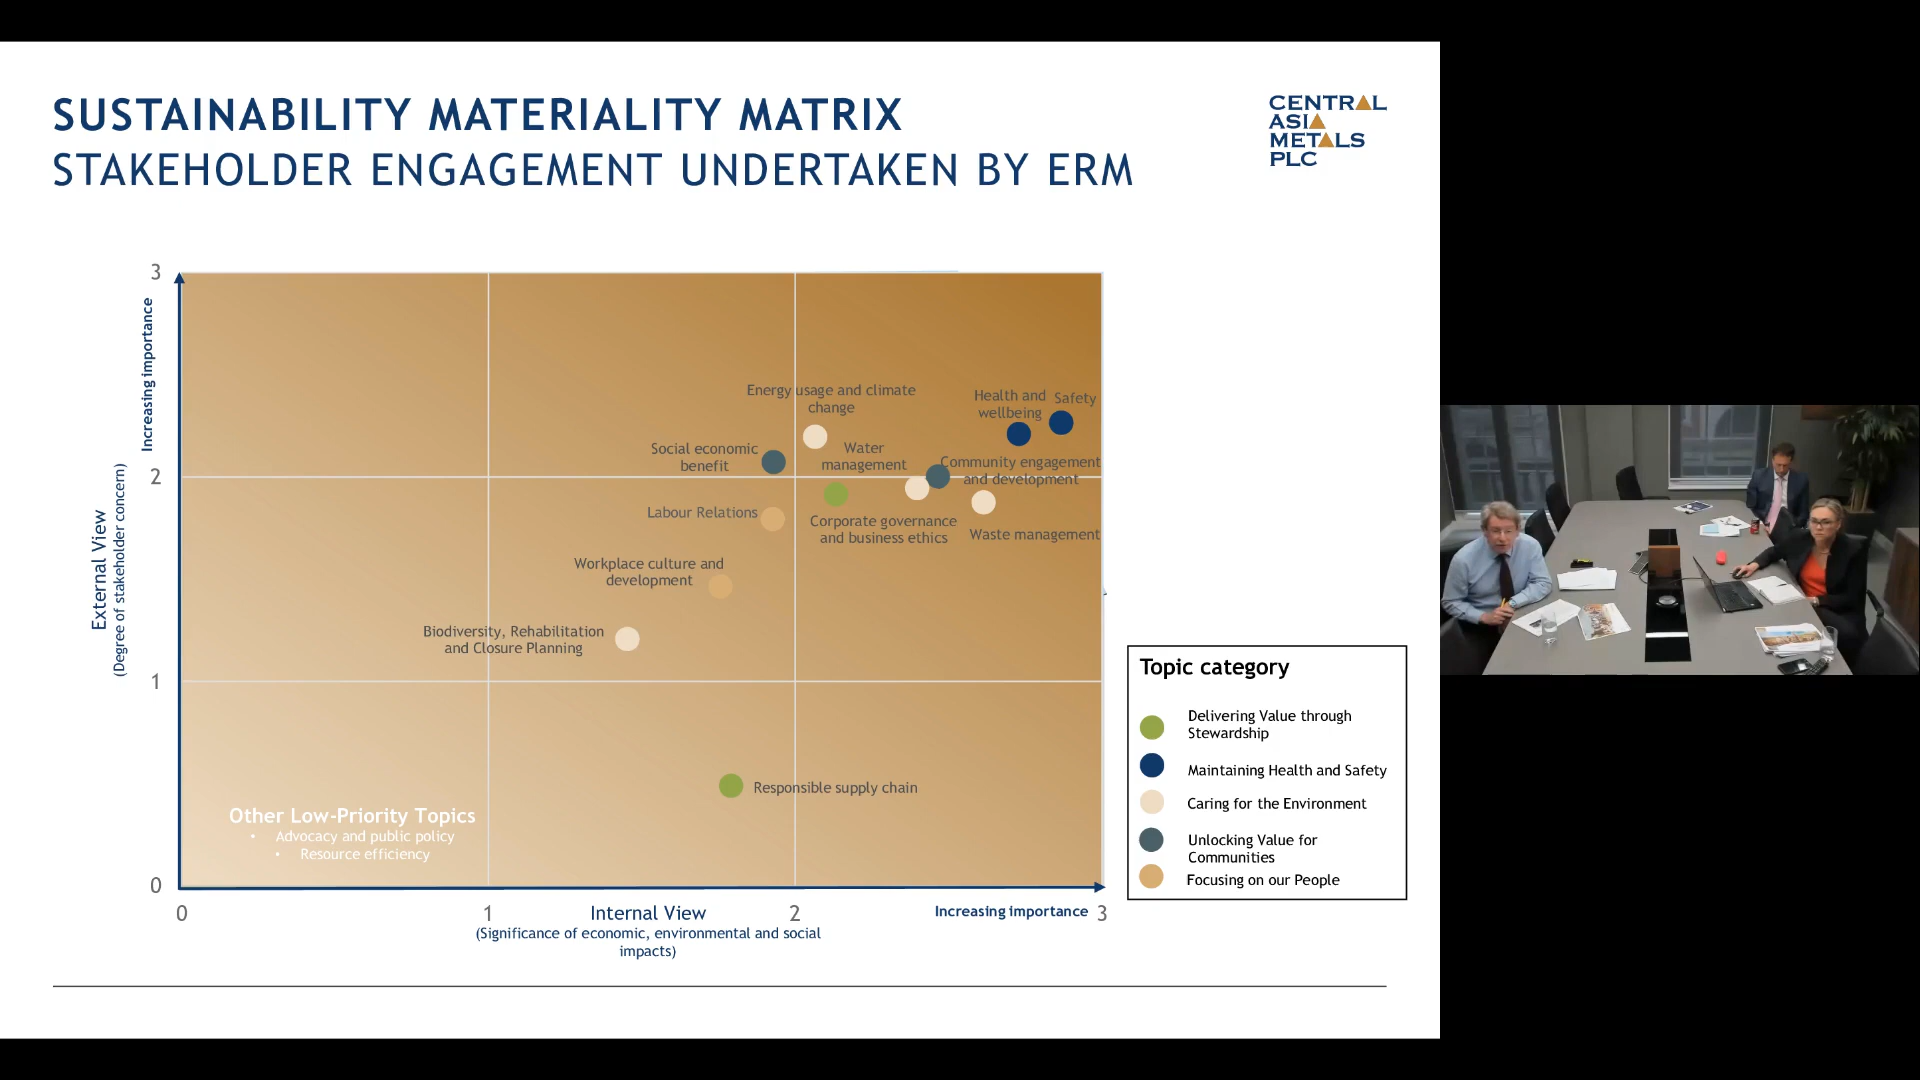 SUSTAINABILITY MATERIALITY MATRIX
STAKEHOLDER ENGAGEMENT UNDERTAKEN BY ERM
CENTRAL
ASIA
METALS
PLC
3
2
1
0
Increasing importance
External View
(Degree of stakeholder concern)
Energy usage and climate
change
Health and
wellbeing
Safety
Social economic
benefit
Water
management
Community engagement
and development
Labour Relations
Corporate governance
and business ethics
Waste management
Workplace culture and
development
Biodiversity, Rehabilitation
and Closure Planning
Responsible supply chain
Other Low-Priority Topics
• Advocacy and public policy
• Resource efficiency
0
1
Internal View
2
Increasing importance
3
(Significance of economic, environmental and social
impacts)
Topic category
Delivering Value through
Stewardship
Maintaining Health and Safety
Caring for the Environment
Unlocking Value for
Communities
Focusing on our People